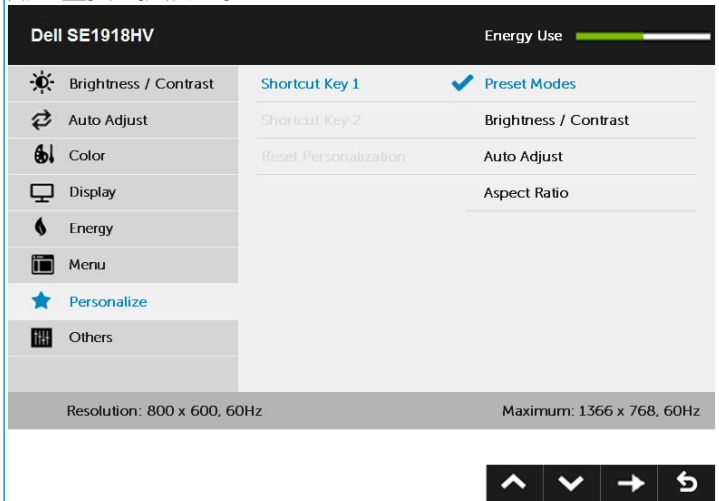 Dell SE1918HV
Energy Use
Brightness / Contrast
Shortcut Key 1
Preset Modes
Auto Adjust
Shortcut Key 2
Brightness / Contrast
Color
Reset Personalization
Auto Adjust
Display
Aspect Ratio
Energy
Menu
Personalize
Others
Resolution: 800 x 600, 60Hz
Maximum: 1366 x 768, 60Hz